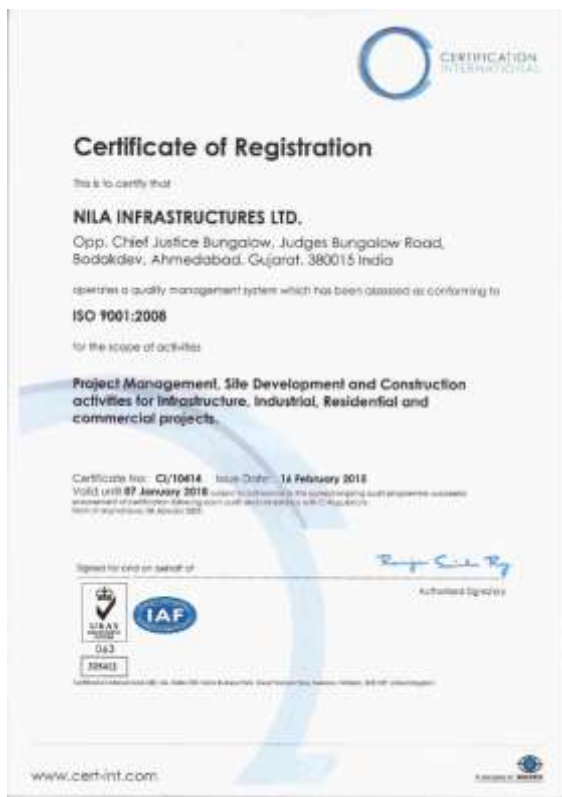 CERTIFICATION
INTERNATIONAL
Certificate of Registration
This is to certify that
NILA INFRASTRUCTURES LTD.
Opp. Chief Justice Bungalow, Judges Bungalow Road,
Bodakdev, Ahmedabad, Gujarat. 380015 India
operates a quality management system which has been assessed as conforming to
ISO 9001:2008
for the scope of activities
Project Management, Site Development and Construction
activities for Infrastructure, Industrial, Residential and
commercial projects.
Certificate No: CI/10414 Issue Date: 16 February 2015
Valid until 07 January 2018
Signed for and on behalf of
Authorised Signatory
UKAS
IAF
063
www.cert-int.com